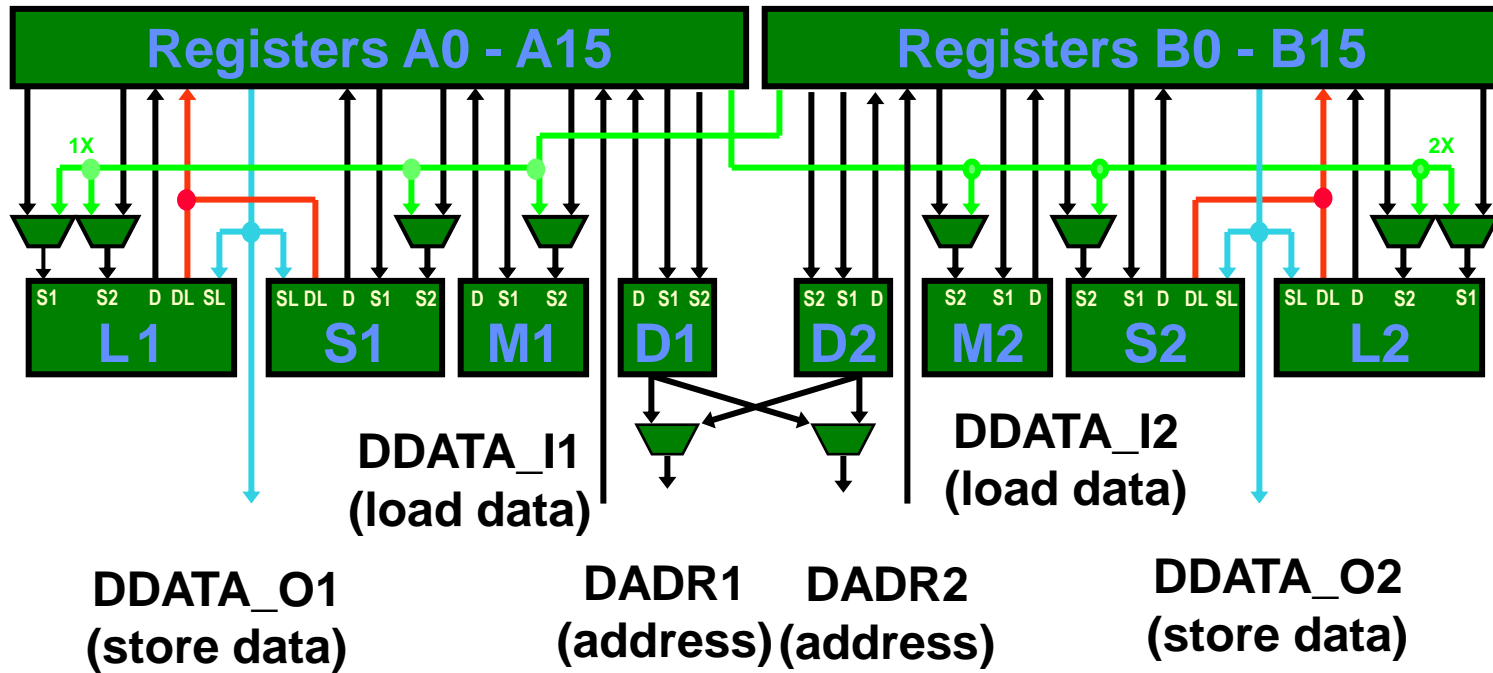 Registers A0 - A15
Registers B0 - B15
1X
2X
S1 S2 D DL SL
SL DL D S1 S2
D S1 S2
D S1 S2
S2 S1 D
S2 S1 D
S2 S1 D DL SL
SL DL D S2 S1
L1
S1
M1
D1
D2
M2
S2
L2
DDATA_I1
(load data)
DDATA_I2
(load data)
DDATA_O1
(store data)
DADR1
(address)
DADR2
(address)
DDATA_O2
(store data)